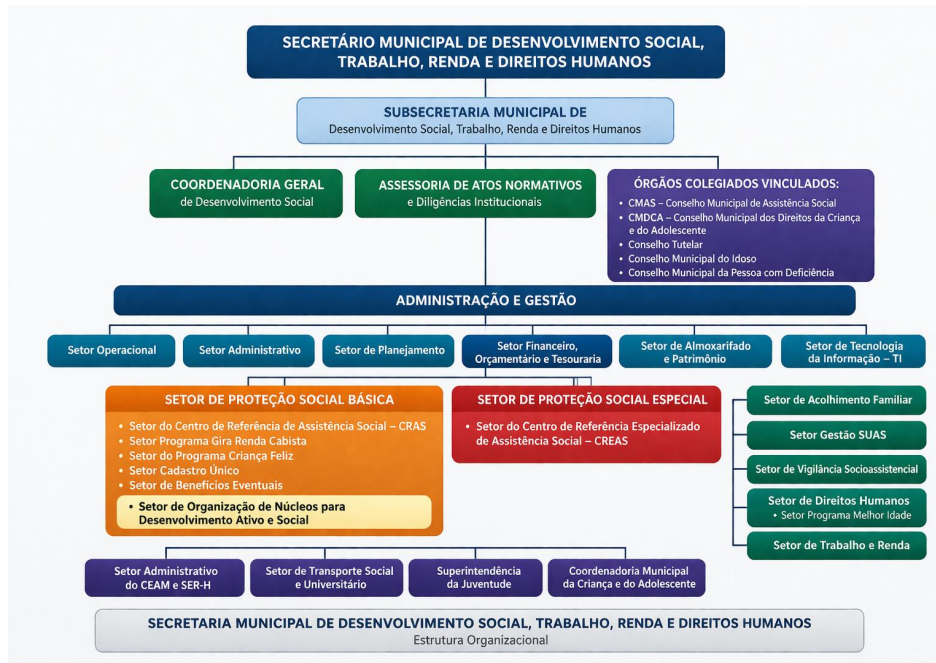 SECRETÁRIO MUNICIPAL DE DESENVOLVIMENTO SOCIAL,
TRABALHO, RENDA E DIREITOS HUMANOS
SUBSECRETARIA MUNICIPAL DE
Desenvolvimento Social, Trabalho, Renda e Direitos Humanos
COORDENADORIA GERAL
de Desenvolvimento Social
ASSESSORIA DE ATOS NORMATIVOS
e Diligências Institucionais
ÓRGÃOS COLEGIADOS VINCULADOS:
• CMAS – Conselho Municipal de Assistência Social
• CMDCA – Conselho Municipal dos Direitos da Criança
e do Adolescente
• Conselho Tutelar
• Conselho Municipal do Idoso
• Conselho Municipal da Pessoa com Deficiência
ADMINISTRAÇÃO E GESTÃO
Setor Operacional
Setor Administrativo
Setor de Planejamento
Setor Financeiro,
Orçamentário e Tesouraria
Setor de Almoxarifado
e Patrimônio
Setor de Tecnologia
da Informação – TI
SETOR DE PROTEÇÃO SOCIAL BÁSICA
• Setor do Centro de Referência de Assistência Social – CRAS
• Setor Programa Gira Renda Cabista
• Setor do Programa Criança Feliz
• Setor Cadastro Único
• Setor de Benefícios Eventuais
• Setor de Organização de Núcleos para
Desenvolvimento Ativo e Social
SETOR DE PROTEÇÃO SOCIAL ESPECIAL
• Setor do Centro de Referência Especializado
de Assistência Social – CREAS
Setor de Acolhimento Familiar
Setor Gestão SUAS
Setor de Vigilância Socioassistencial
Setor de Direitos Humanos
• Setor Programa Melhor Idade
Setor de Trabalho e Renda
Setor Administrativo
do CEAM e SER-H
Setor de Transporte Social
e Universitário
Superintendência
da Juventude
Coordenadoria Municipal
da Criança e do Adolescente
SECRETARIA MUNICIPAL DE DESENVOLVIMENTO SOCIAL, TRABALHO, RENDA E DIREITOS HUMANOS
Estrutura Organizacional